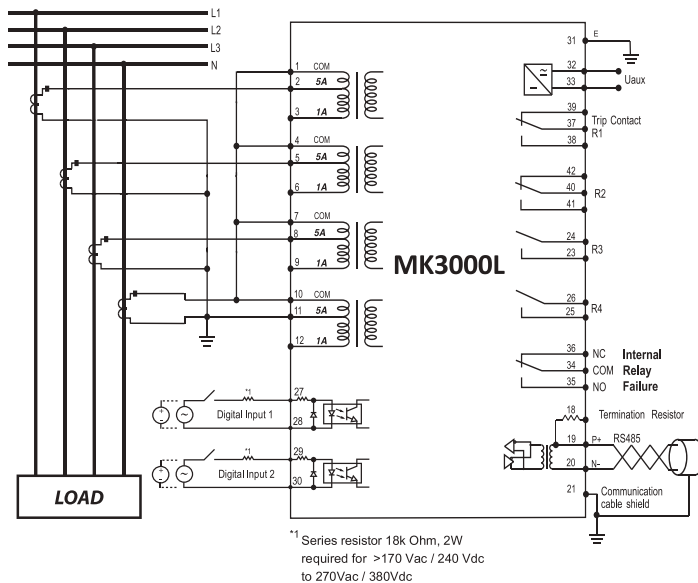 L1
L2
L3
N
31 E
32
33
Uaux
1 COM
2 5A
3 1A
39
37 Trip Contact
38 R1
4 COM
5 5A
6 1A
42
40 R2
41
7 COM
8 5A
9 1A
MK3000L
24
23 R3
10 COM
11 5A
12 1A
26
25 R4
36 NC Internal
34 COM Relay
35 NO Failure
*1 27
Digital Input 1
28
18 Termination Resistor
19 P+ RS485
20 N–
*1 29
Digital Input 2
30
21 Communication
cable shield
LOAD
*1 Series resistor 18k Ohm, 2W
required for >170 Vac / 240 Vdc
to 270Vac / 380Vdc